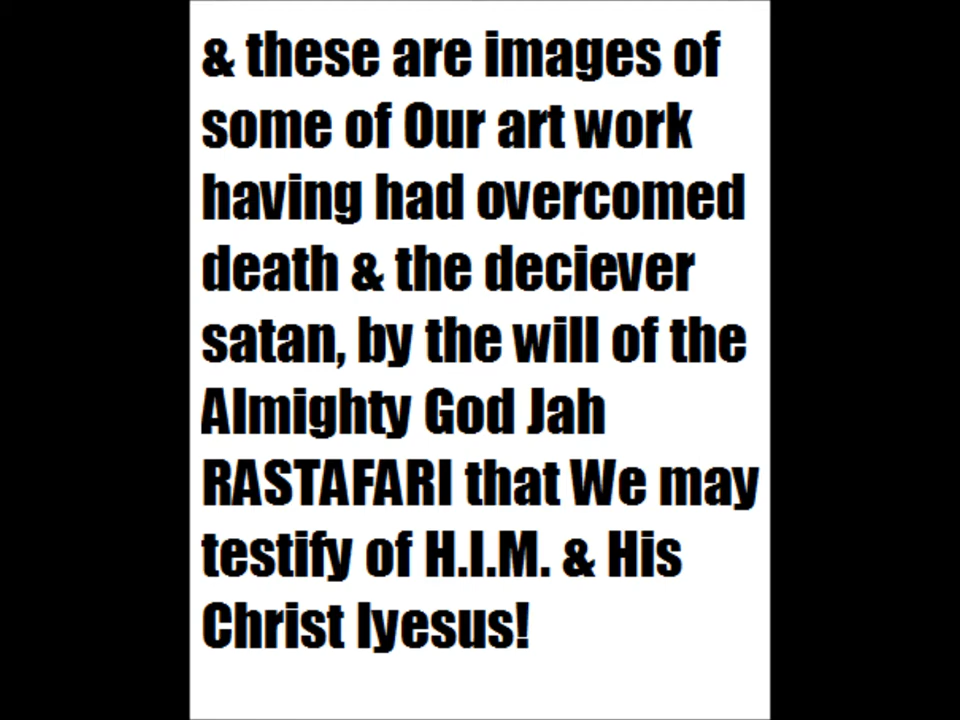 & these are images of
some of Our art work
having had overcomed
death & the deciever
satan, by the will of the
Almighty God Jah
RASTAFARI that We may
testify of H.I.M. & His
Christ Iyesus!